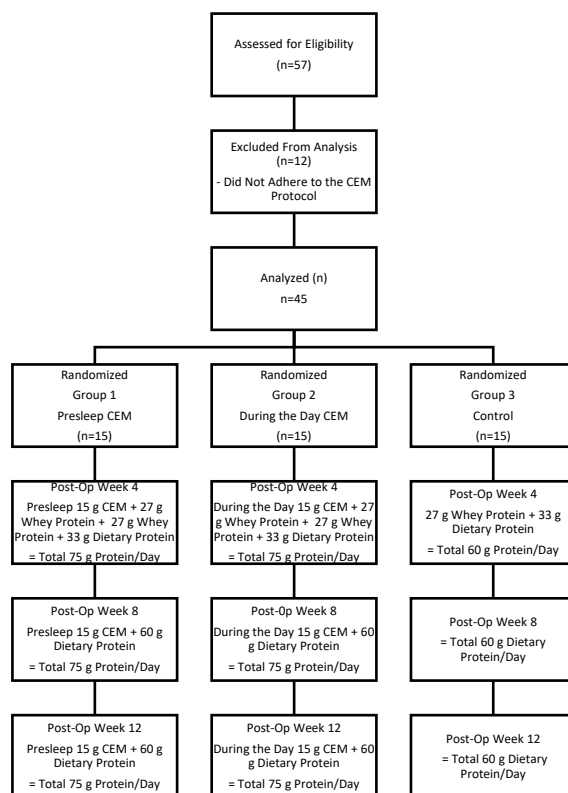 Assessed for Eligibility
(n=57)
Excluded From Analysis
(n=12)
- Did Not Adhere to the CEM
Protocol
Analyzed (n)
n=45
Randomized
Group 1
Presleep CEM
(n=15)
Randomized
Group 2
During the Day CEM
(n=15)
Randomized
Group 3
Control
(n=15)
Post-Op Week 4
Presleep 15 g CEM + 27 g
Whey Protein + 27 g Whey
Protein + 33 g Dietary Protein
= Total 75 g Protein/Day
Post-Op Week 4
During the Day 15 g CEM + 27
g Whey Protein + 27 g Whey
Protein + 33 g Dietary Protein
= Total 75 g Protein/Day
Post-Op Week 4
27 g Whey Protein + 33 g
Dietary Protein
= Total 60 g Protein/Day
Post-Op Week 8
Presleep 15 g CEM + 60 g
Dietary Protein
= Total 75 g Protein/Day
Post-0p Week 8
During the Day 15 g CEM + 60
g Dietary Protein
= Total 75 g Protein/Day
Post-Op Week 8
= Total 60 g Dietary
Protein/Day
Post-Op Week 12
Presleep 15 g CEM + 60 g
Dietary Protein
= Total 75 g Protein/Day
Post-Op Week 12
During the Day 15 g CEM + 60
g Dietary Protein
= Total 75 g Protein/Day
Post-Op Week 12
= Total 60 g Dietary
Protein/Day